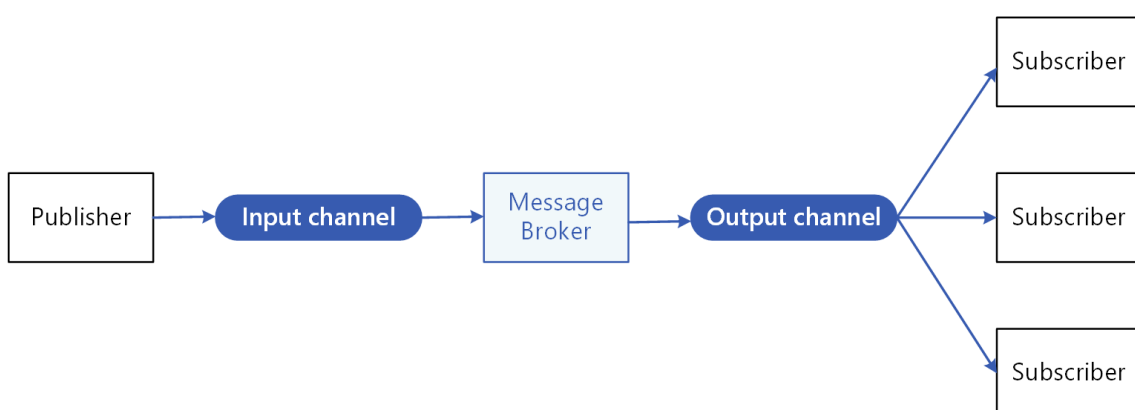 Subscriber
Publisher
Input channel
Message
Broker
Output channel
Subscriber
Subscriber